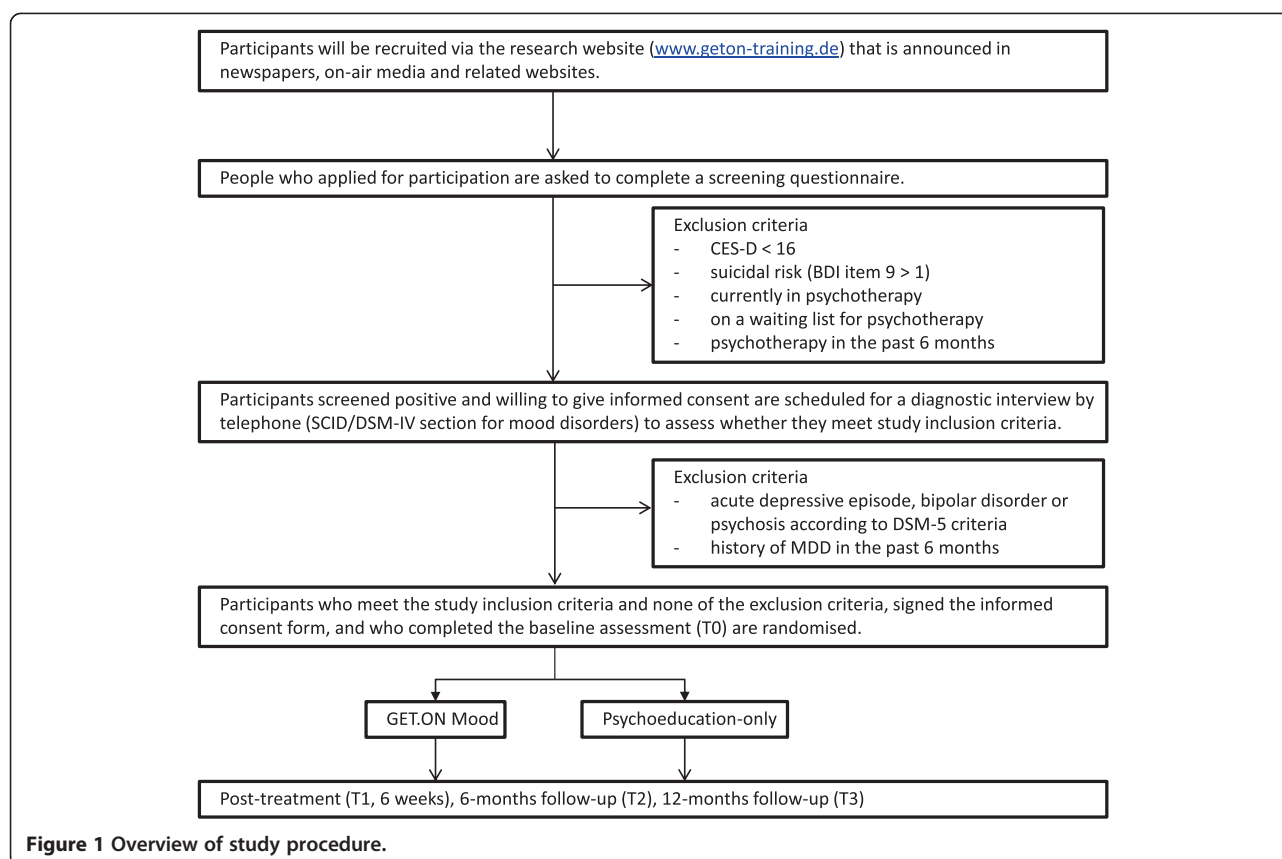 Participants will be recruited via the research website (www.geton-training.de) that is announced in
newspapers, on-air media and related websites.
People who applied for participation are asked to complete a screening questionnaire.
Exclusion criteria
- CES-D < 16
- suicidal risk (BDI item 9 > 1)
- currently in psychotherapy
- on a waiting list for psychotherapy
- psychotherapy in the past 6 months
Participants screened positive and willing to give informed consent are scheduled for a diagnostic interview by
telephone (SCID/DSM-IV section for mood disorders) to assess whether they meet study inclusion criteria.
Exclusion criteria
- acute depressive episode, bipolar disorder or
psychosis according to DSM-5 criteria
- history of MDD in the past 6 months
Participants who meet the study inclusion criteria and none of the exclusion criteria, signed the informed
consent form, and who completed the baseline assessment (T0) are randomised.
GET.ON Mood
Psychoeducation-only
Post-treatment (T1, 6 weeks), 6-months follow-up (T2), 12-months follow-up (T3)
Figure 1 Overview of study procedure.